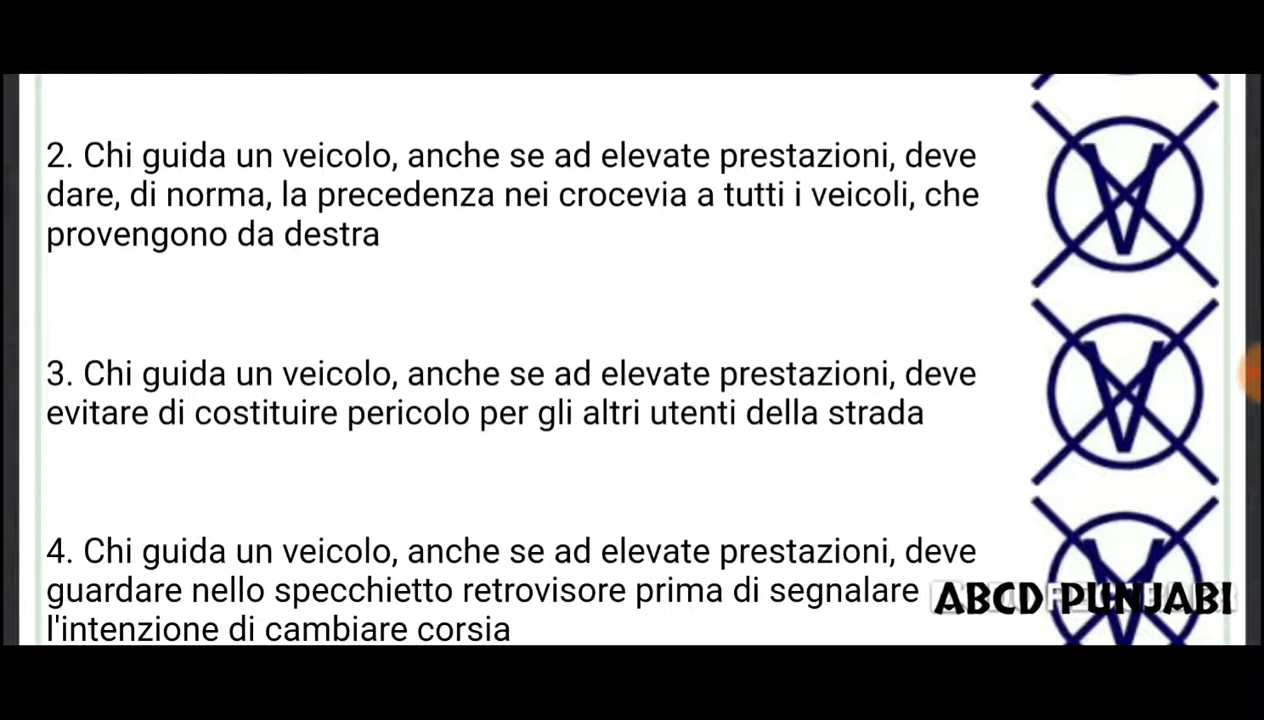 2. Chi guida un veicolo, anche se ad elevate prestazioni, deve
dare, di norma, la precedenza nei crocevia a tutti i veicoli, che
provengono da destra
V
3. Chi guida un veicolo, anche se ad elevate prestazioni, deve
evitare di costituire pericolo per gli altri utenti della strada
V
4. Chi guida un veicolo, anche se ad elevate prestazioni, deve
guardare nello specchietto retrovisore prima di segnalare
l'intenzione di cambiare corsia
V
ABCD PUNJABI